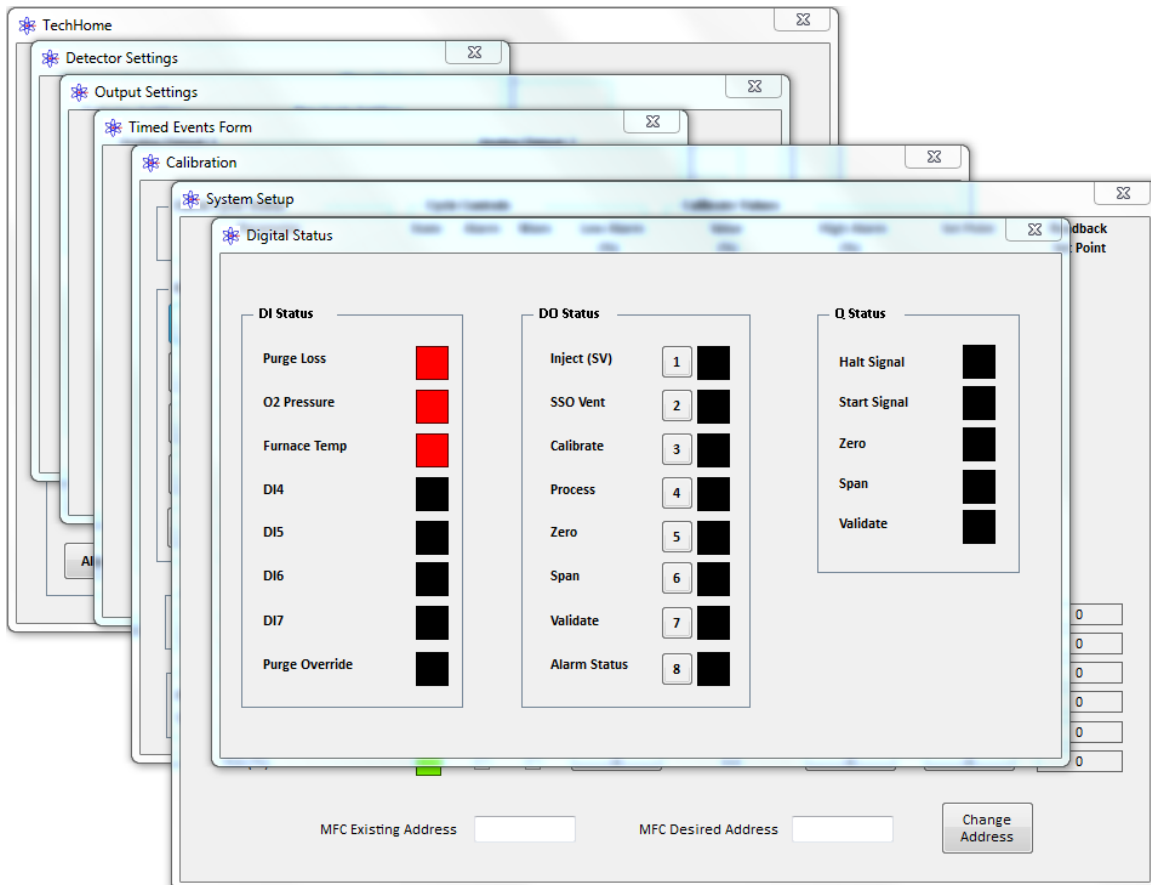 TechHome
Detector Settings
Output Settings
Timed Events Form
Calibration
System Setup
Digital Status
dback
Point
DI Status
Purge Loss
O2 Pressure
Furnace Temp
DI4
DI5
DI6
DI7
Purge Override
DO Status
Inject (SV) 1
SSO Vent 2
Calibrate 3
Process 4
Zero 5
Span 6
Validate 7
Alarm Status 8
Q Status
Halt Signal
Start Signal
Zero
Span
Validate
Al
0
0
0
0
0
0
MFC Existing Address
MFC Desired Address
Change
Address